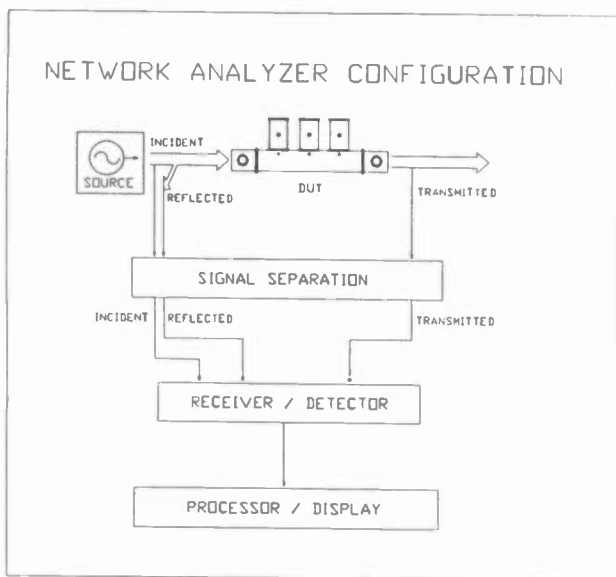 NETWORK ANALYZER CONFIGURATION
INCIDENT
SOURCE
REFLECTED
DUT
TRANSMITTED
SIGNAL SEPARATION
INCIDENT
REFLECTED
TRANSMITTED
RECEIVER / DETECTOR
PROCESSOR / DISPLAY